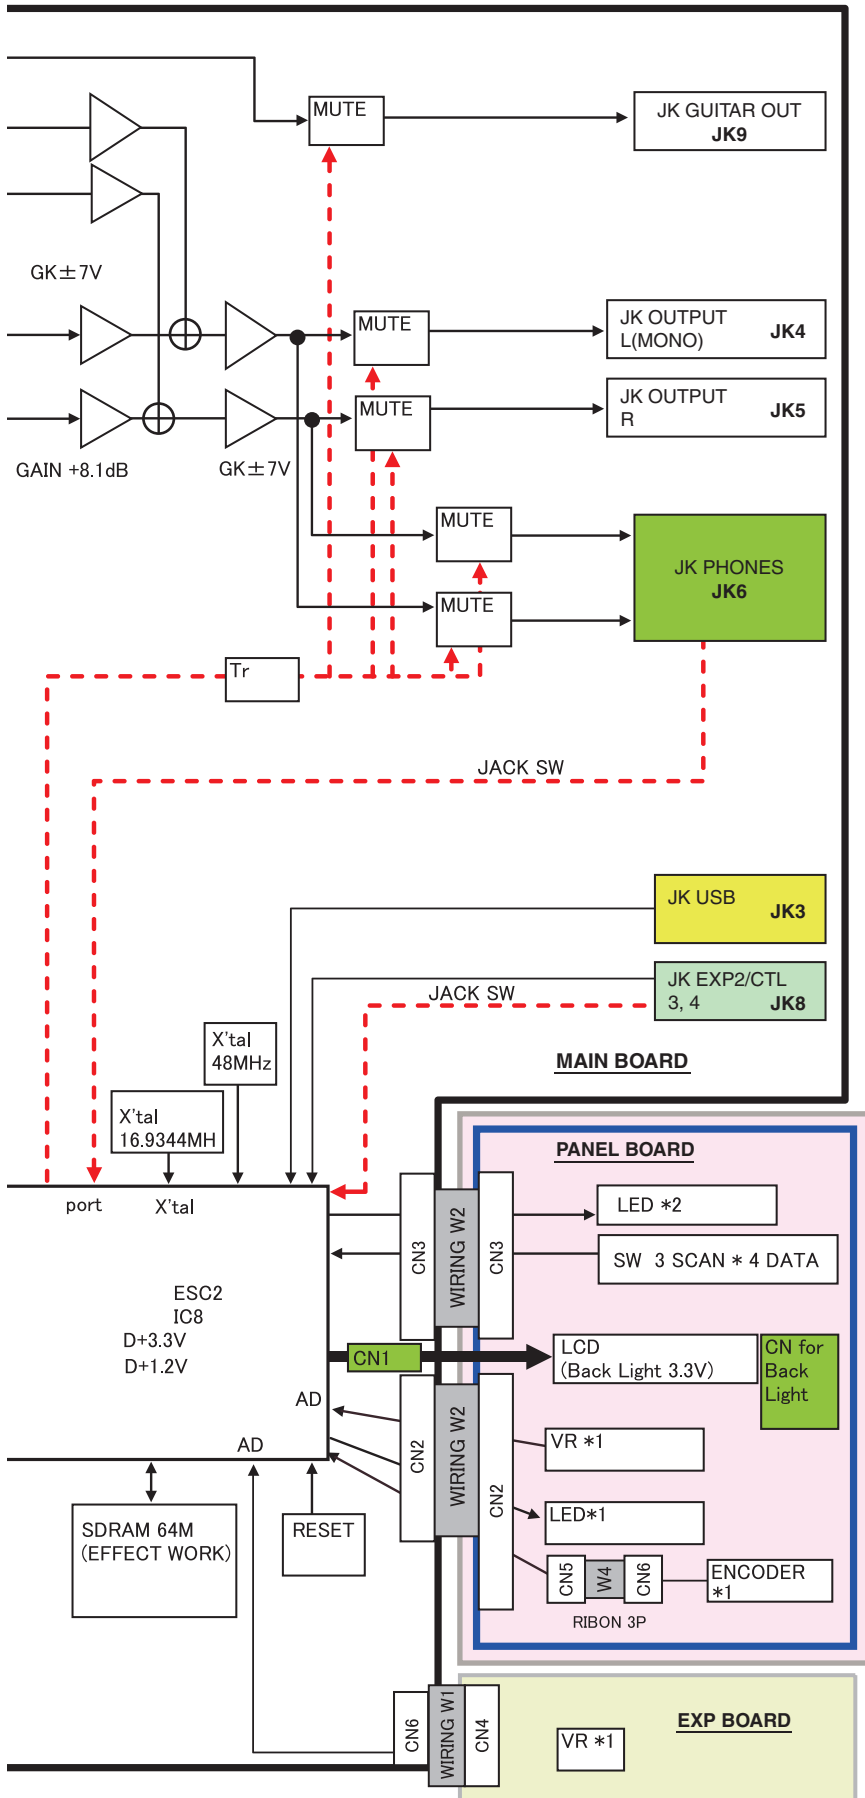 MUTE
JK GUITAR OUT
JK9
GK±7V
MUTE
JK OUTPUT
L(MONO)
JK4
MUTE
JK OUTPUT
R
JK5
GAIN +8.1dB
GK±7V
MUTE
JK PHONES
JK6
MUTE
Tr
JACK SW
JK USB
JK3
JK EXP2/CTL
3, 4
JK8
JACK SW
X'tal
48MHz
MAIN BOARD
X'tal
16.9344MH
PANEL BOARD
port
X'tal
CN3
WIRING W2
CN3
LED *2
SW 3 SCAN * 4 DATA
ESC2
IC8
D+3.3V
D+1.2V
CN1
LCD
(Back Light 3.3V)
CN for
Back
Light
AD
AD
CN2
WIRING W2
CN2
VR *1
LED*1
SDRAM 64M
(EFFECT WORK)
RESET
CN5
W4
CN6
ENCODER
*1
RIBON 3P
CN6
WIRING W1
CN4
EXP BOARD
VR *1